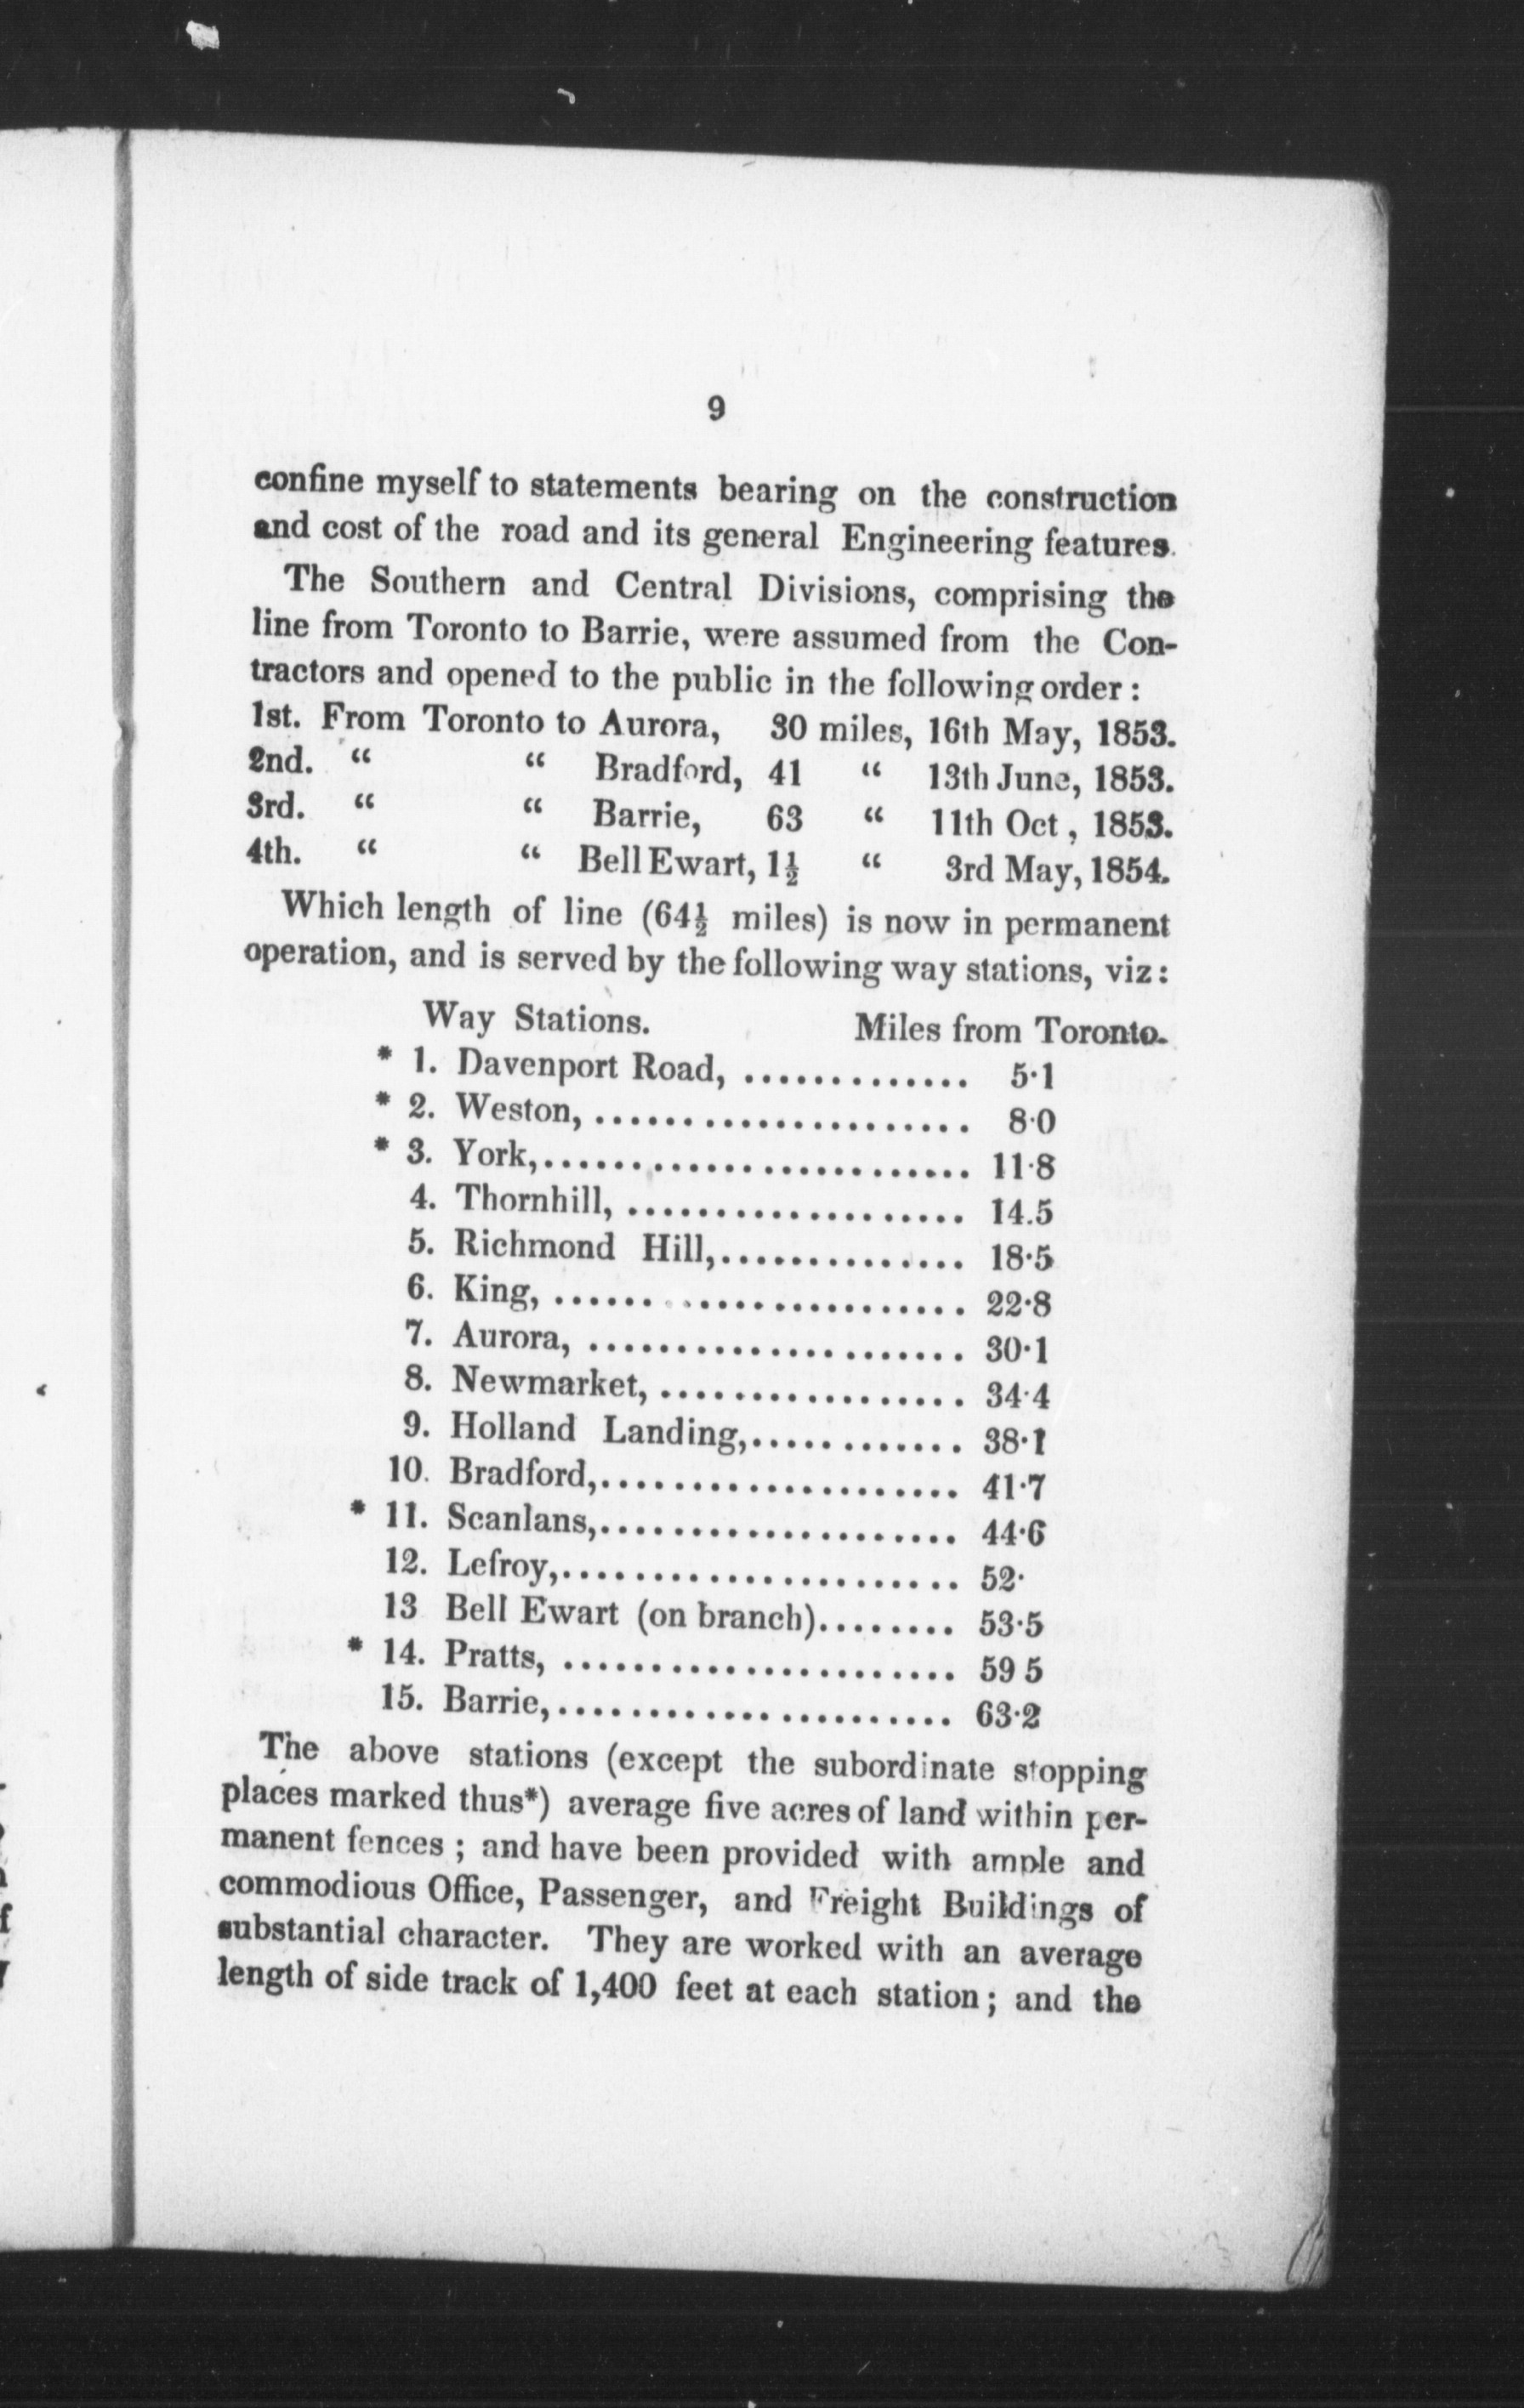 9
confine myself to statements bearing on the construction
and cost of the road and its general Engineering features.
The Southern and Central Divisions, comprising the
line from Toronto to Barrie, were assumed from the Con-
tractors and opened to the public in the following order :
1st. From Toronto to Aurora, 30 miles, 16th May, 1853.
2nd. “ “ Bradford, 41 “ 13th June, 1853.
3rd. “ “ Barrie, 63 “ 11th Oct , 1853.
4th. “ “ Bell Ewart, 1½ “ 3rd May, 1854.
Which length of line (64½ miles) is now in permanent
operation, and is served by the following way stations, viz :
Way Stations. Miles from Toronto.
* 1. Davenport Road, ............. 5·1
* 2. Weston, ..................... 8·0
* 3. York,........................ 11·8
4. Thornhill, ................... 14.5
5. Richmond Hill,.............. 18·5
6. King, ....................... 22·8
7. Aurora, ..................... 30·1
8. Newmarket, ................. 34·4
9. Holland Landing,............ 38·1
10. Bradford,.................... 41·7
* 11. Scanlans,.................... 44·6
12. Lefroy,...................... 52·
13 Bell Ewart (on branch)........ 53·5
* 14. Pratts, ...................... 59 5
15. Barrie,...................... 63·2
The above stations (except the subordinate stopping
places marked thus*) average five acres of land within per-
manent fences ; and have been provided with ample and
commodious Office, Passenger, and Freight Buildings of
substantial character. They are worked with an average
length of side track of 1,400 feet at each station ; and the